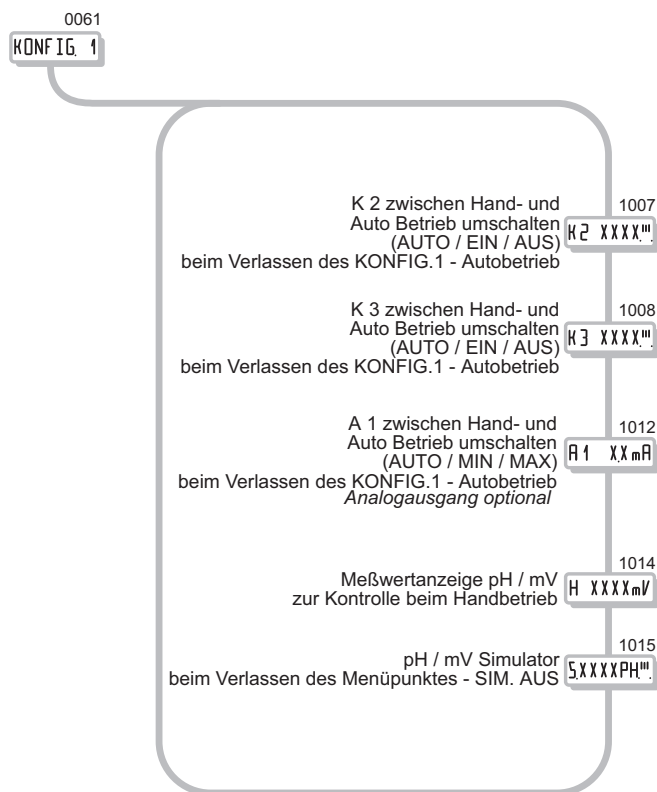 0061
KONFIG. 1
K 2 zwischen Hand- und
Auto Betrieb umschalten
(AUTO / EIN / AUS)
beim Verlassen des KONFIG.1 - Autobetrieb
1007
K2 XXXX.'''.
K 3 zwischen Hand- und
Auto Betrieb umschalten
(AUTO / EIN / AUS)
beim Verlassen des KONFIG.1 - Autobetrieb
1008
K3 XXXX.'''.
A 1 zwischen Hand- und
Auto Betrieb umschalten
(AUTO / MIN / MAX)
beim Verlassen des KONFIG.1 - Autobetrieb
Analogausgang optional
1012
A1 X.X mA
Meßwertanzeige pH / mV
zur Kontrolle beim Handbetrieb
1014
H XXXXmV
pH / mV Simulator
beim Verlassen des Menüpunktes - SIM. AUS
1015
S.XXXXPH.'''.